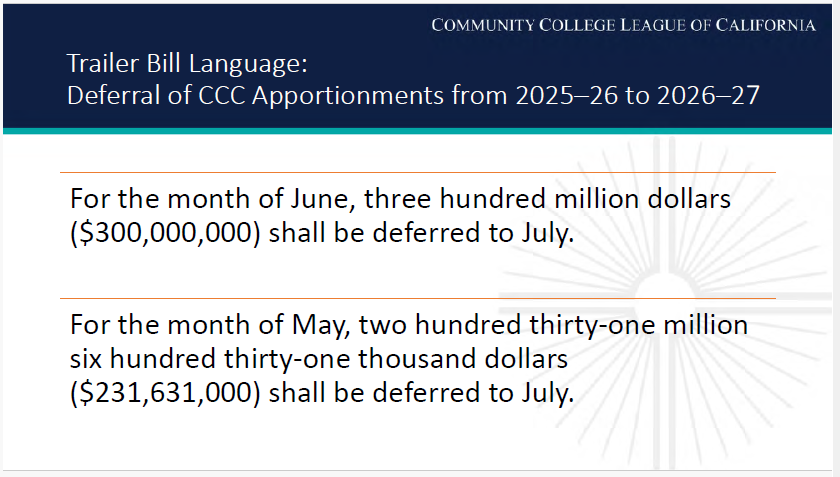 COMMUNITY COLLEGE LEAGUE OF CALIFORNIA
Trailer Bill Language:
Deferral of CCC Apportionments from 2025–26 to 2026–27
For the month of June, three hundred million dollars
($300,000,000) shall be deferred to July.
For the month of May, two hundred thirty-one million
six hundred thirty-one thousand dollars
($231,631,000) shall be deferred to July.